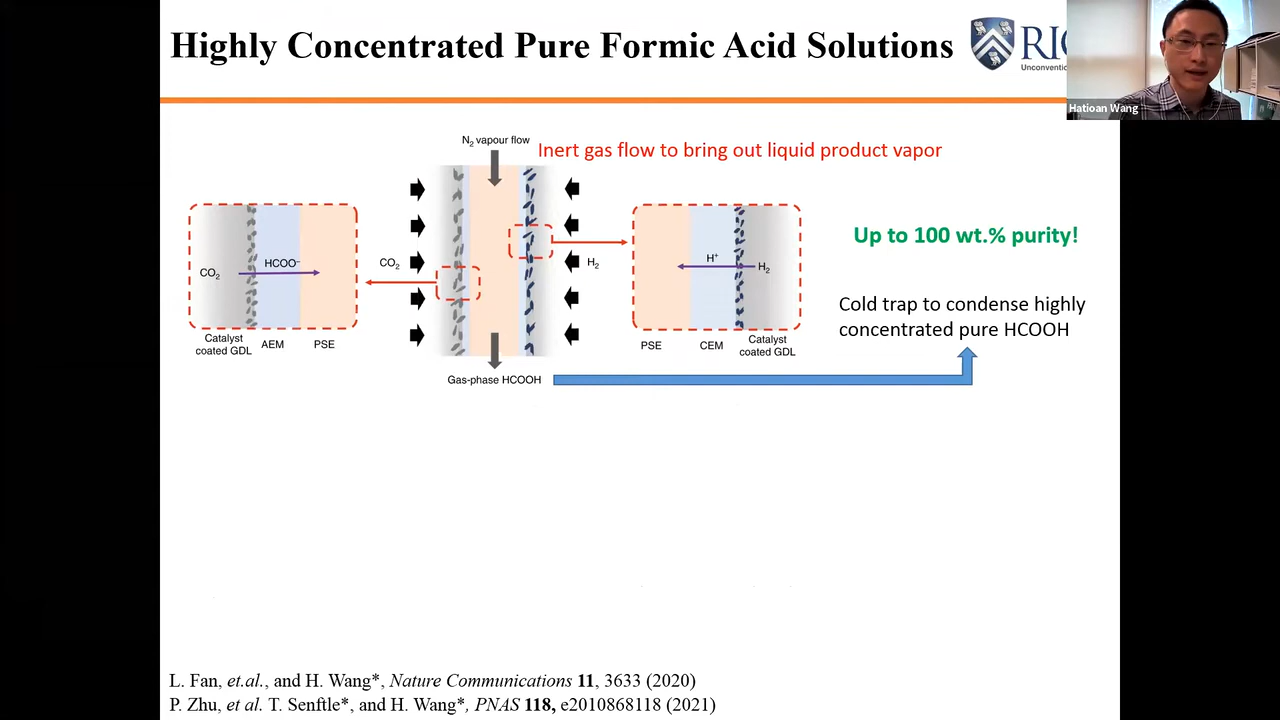 Highly Concentrated Pure Formic Acid Solutions
RIC
Unconventi
Hatioan Wang
N₂ vapour flow
Inert gas flow to bring out liquid product vapor
Up to 100 wt.% purity!
CO₂
HCOO⁻
CO₂
H₂
H⁺
H₂
Cold trap to condense highly
concentrated pure HCOOH
Catalyst
coated GDL
AEM
PSE
PSE
CEM
Catalyst
coated GDL
Gas-phase HCOOH
L. Fan, et.al., and H. Wang*, Nature Communications 11, 3633 (2020)
P. Zhu, et al. T. Senftle*, and H. Wang*, PNAS 118, e2010868118 (2021)